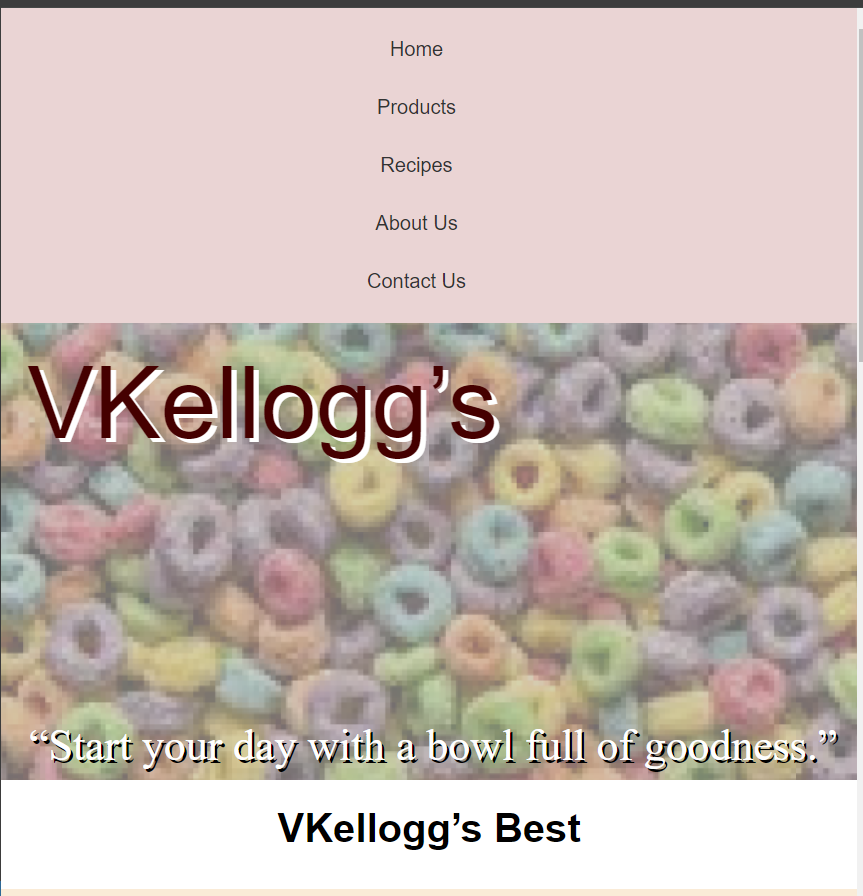 Home
Products
Recipes
About Us
Contact Us
VKellogg’s
“Start your day with a bowl full of goodness.”
VKellogg’s Best